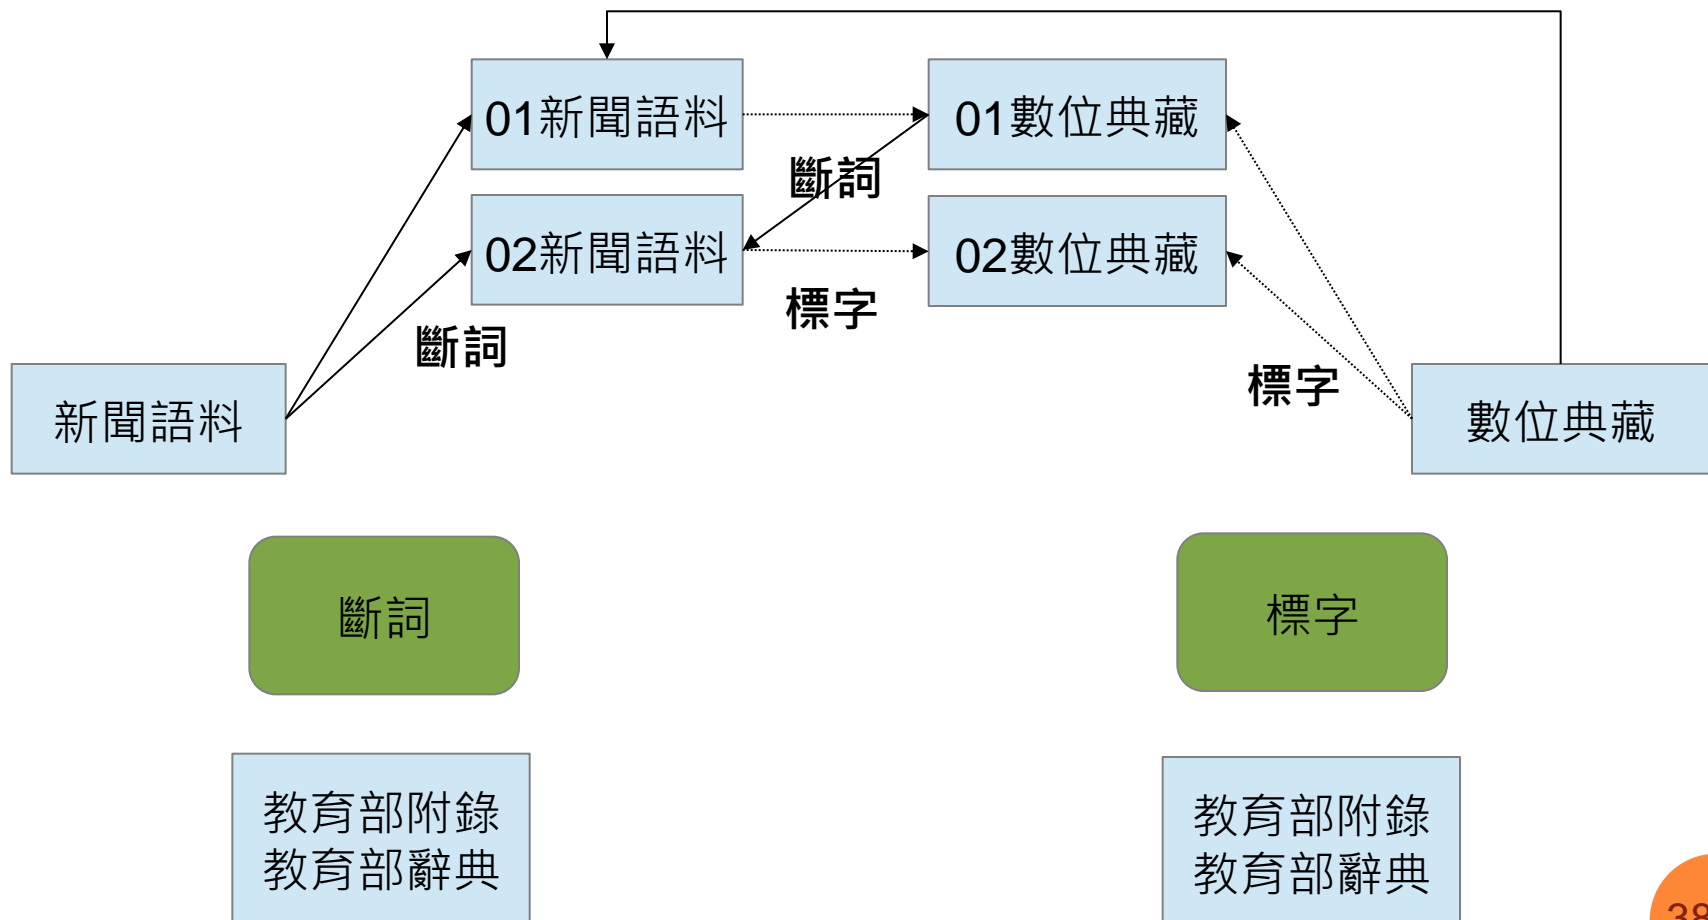 01新聞語料
01數位典藏
斷詞
02新聞語料
02數位典藏
標字
斷詞
標字
新聞語料
數位典藏
斷詞
標字
教育部附錄
教育部辭典
教育部附錄
教育部辭典
38